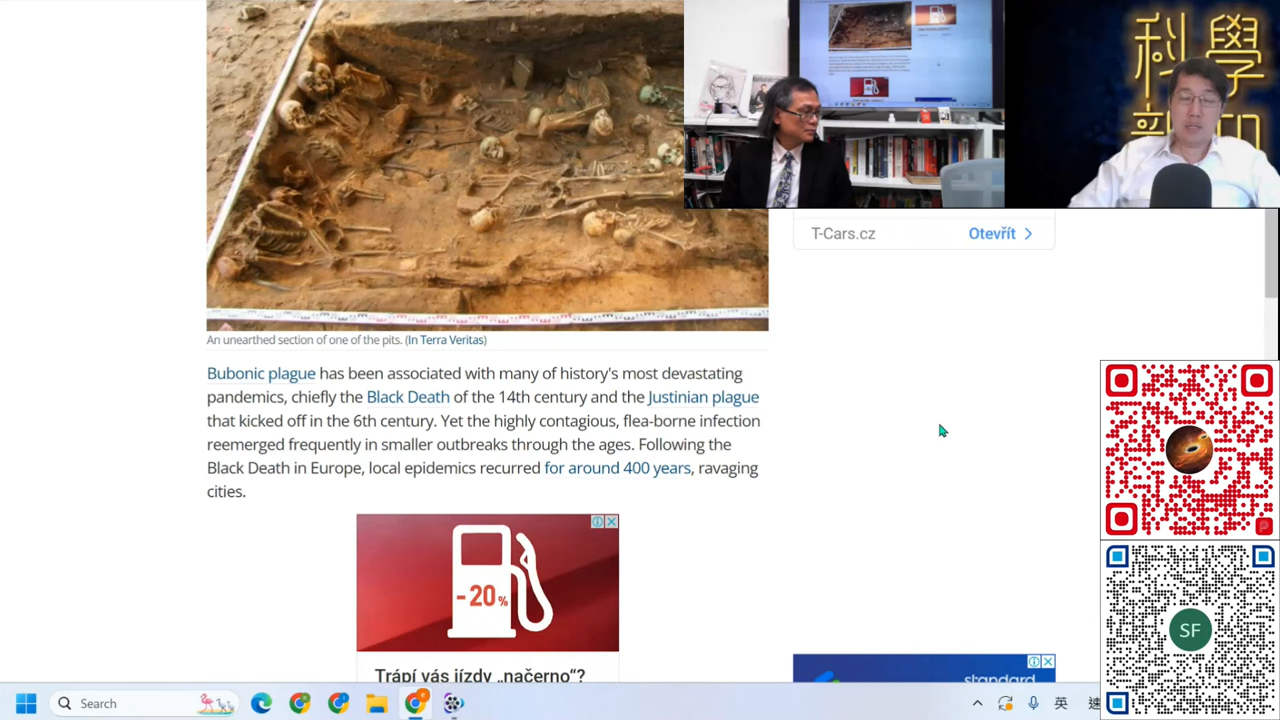 科學
T-Cars.cz
Otevřít
An unearthed section of one of the pits. (In Terra Veritas)
Bubonic plague has been associated with many of history's most devastating
pandemics, chiefly the Black Death of the 14th century and the
Justinian plague
that kicked off in the 6th century. Yet the highly contagious, flea-borne infection
reemerged frequently in smaller outbreaks through the ages. Following the
Black Death in Europe, local epidemics recurred for around 400 years, ravaging
cities.
-20%
Trápí vás jízdy „načerno“?
standard
SF
Search
英
速